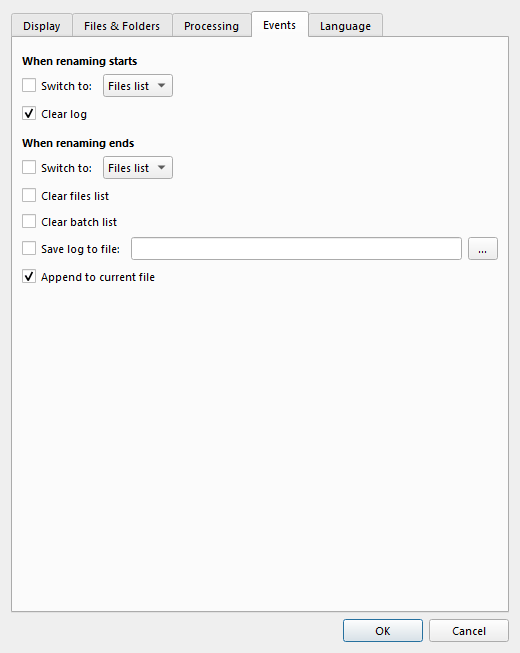 Display Files & Folders Processing Events Language
When renaming starts
Switch to: Files list
Clear log
When renaming ends
Switch to: Files list
Clear files list
Clear batch list
Save log to file: ...
Append to current file
OK Cancel